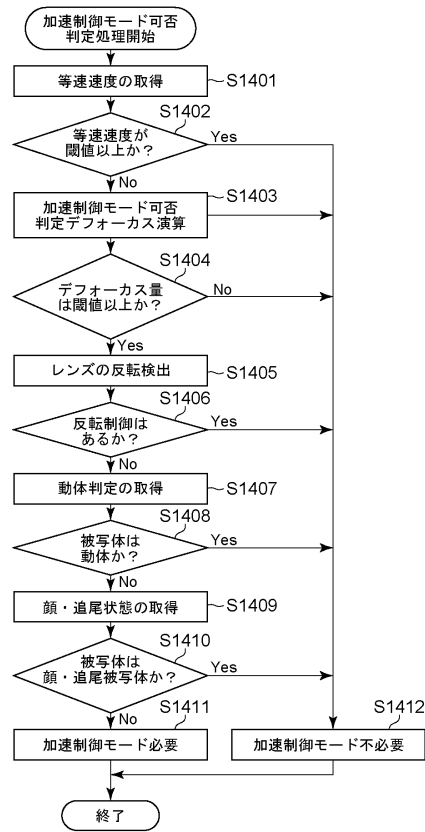 加速制御モード可否
判定処理開始
等速速度の取得
S1401
S1402
等速速度が
閾値以上か?
Yes
No
加速制御モード可否
判定デフォーカス演算
S1403
S1404
デフォーカス量
は閾値以上か?
No
Yes
レンズの反転検出
S1405
S1406
反転制御は
あるか?
Yes
No
動体判定の取得
S1407
S1408
被写体は
動体か?
Yes
No
顔・追尾状態の取得
S1409
S1410
被写体は
顔・追尾被写体か?
Yes
No
S1411
S1412
加速制御モード必要
加速制御モード不必要
終了